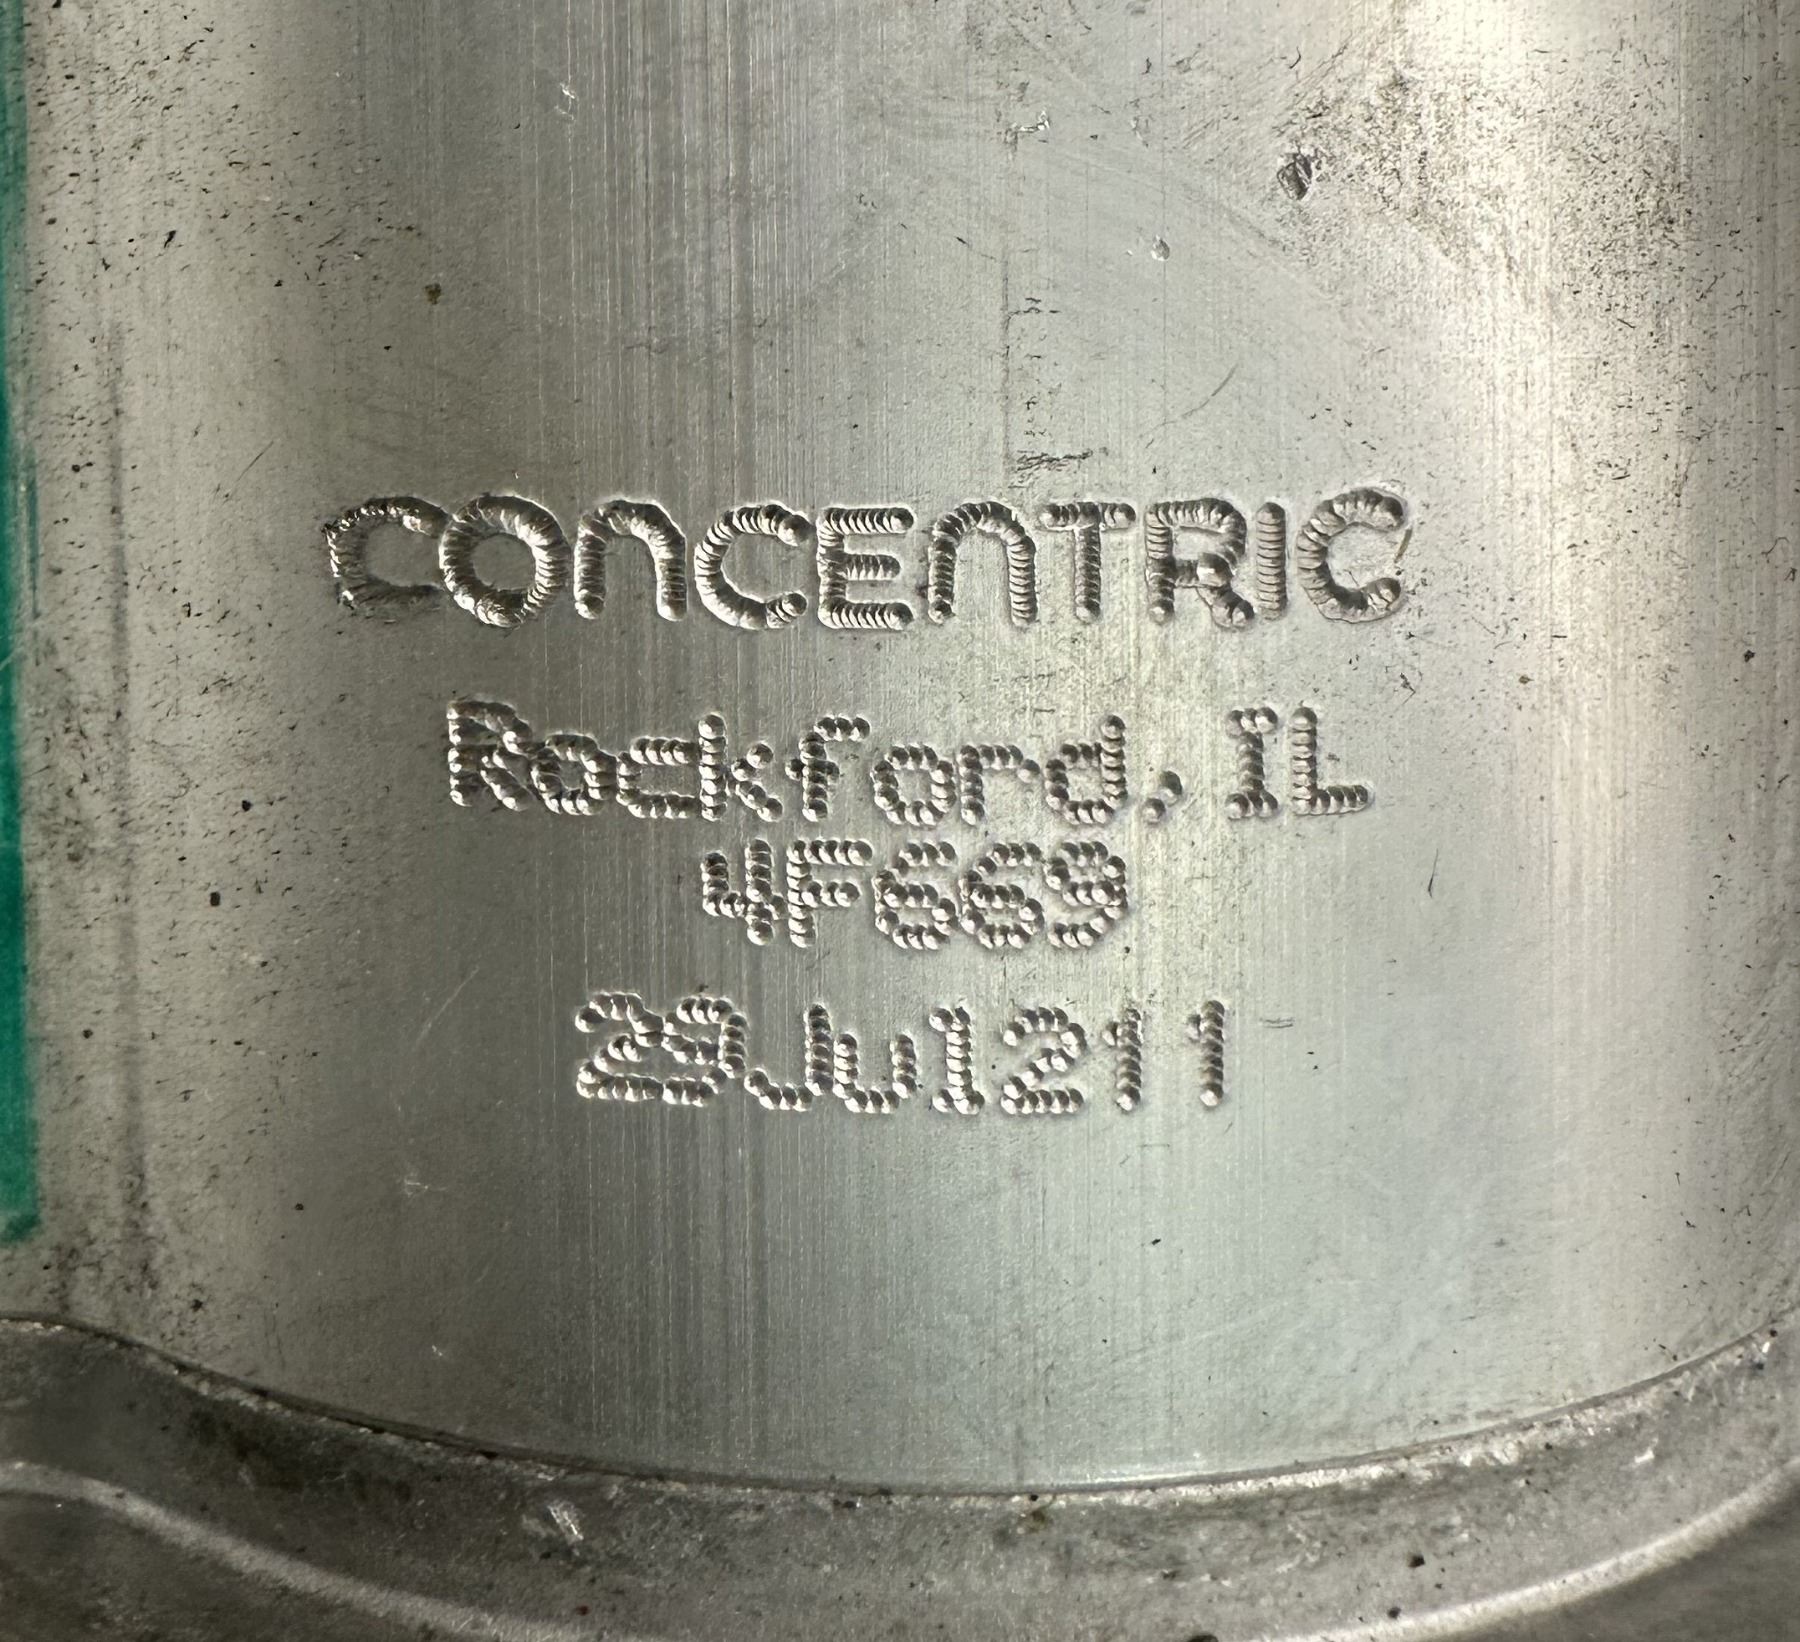 CONCENTRIC
Rockford, IL
4F669
29Jul211